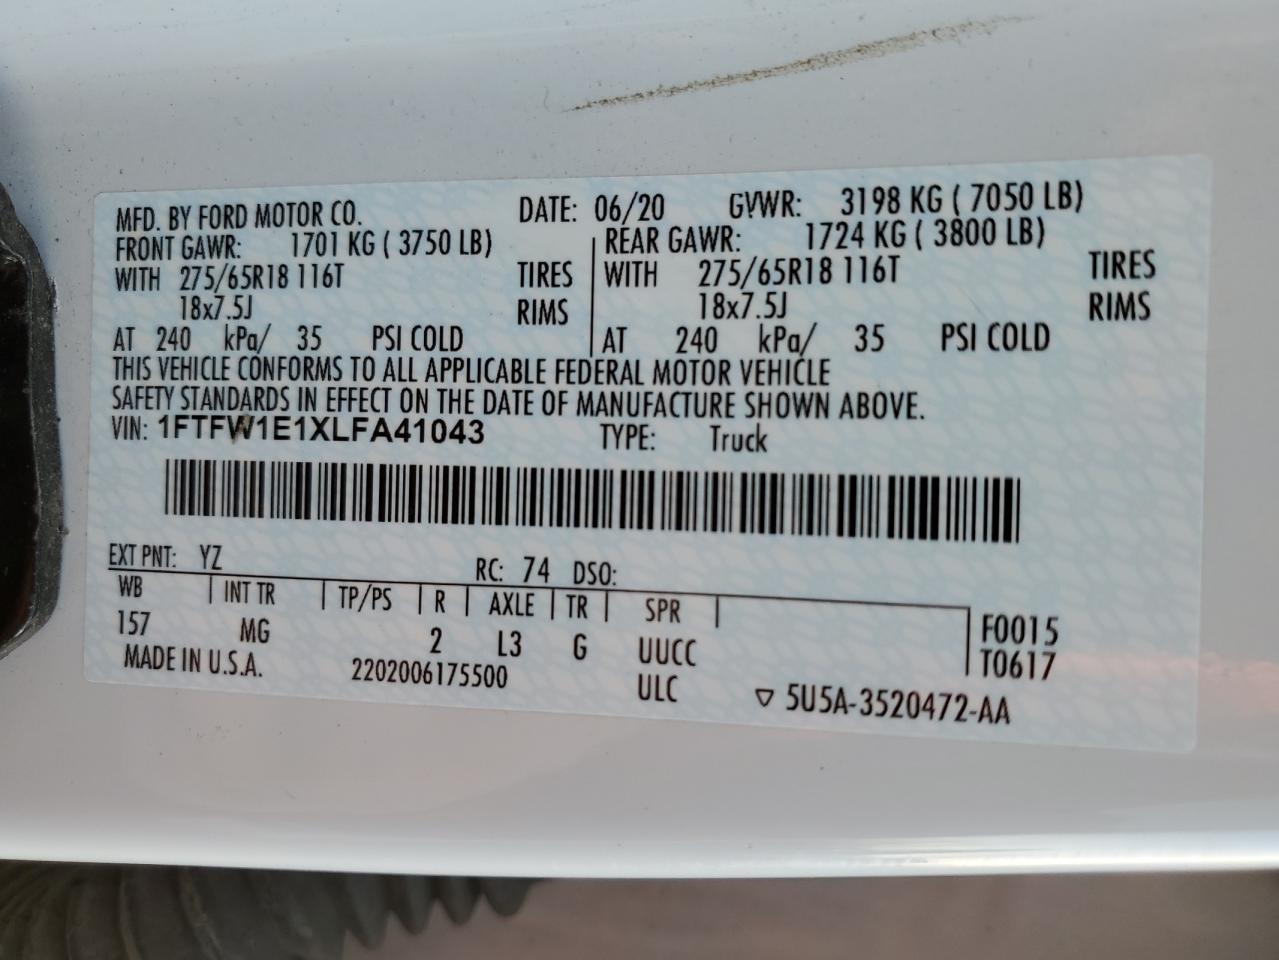 MFD. BY FORD MOTOR CO. DATE: 06/20 GVWR: 3198 KG ( 7050 LB)
FRONT GAWR: 1701 KG ( 3750 LB) REAR GAWR: 1724 KG ( 3800 LB)
WITH 275/65R18 116T TIRES WITH 275/65R18 116T TIRES
18x7.5J RIMS 18x7.5J RIMS
AT 240 kPa/ 35 PSI COLD AT 240 kPa/ 35 PSI COLD
THIS VEHICLE CONFORMS TO ALL APPLICABLE FEDERAL MOTOR VEHICLE
SAFETY STANDARDS IN EFFECT ON THE DATE OF MANUFACTURE SHOWN ABOVE.
VIN: 1FTFW1E1XLFA41043 TYPE: Truck
EXT PNT: YZ RC: 74 DSO:
WB INT TR TP/PS R AXLE TR SPR F0015
157 MG 2 L3 G UUCC T0617
MADE IN U.S.A. 2202006175500 ULC ▽ 5U5A-3520472-AA